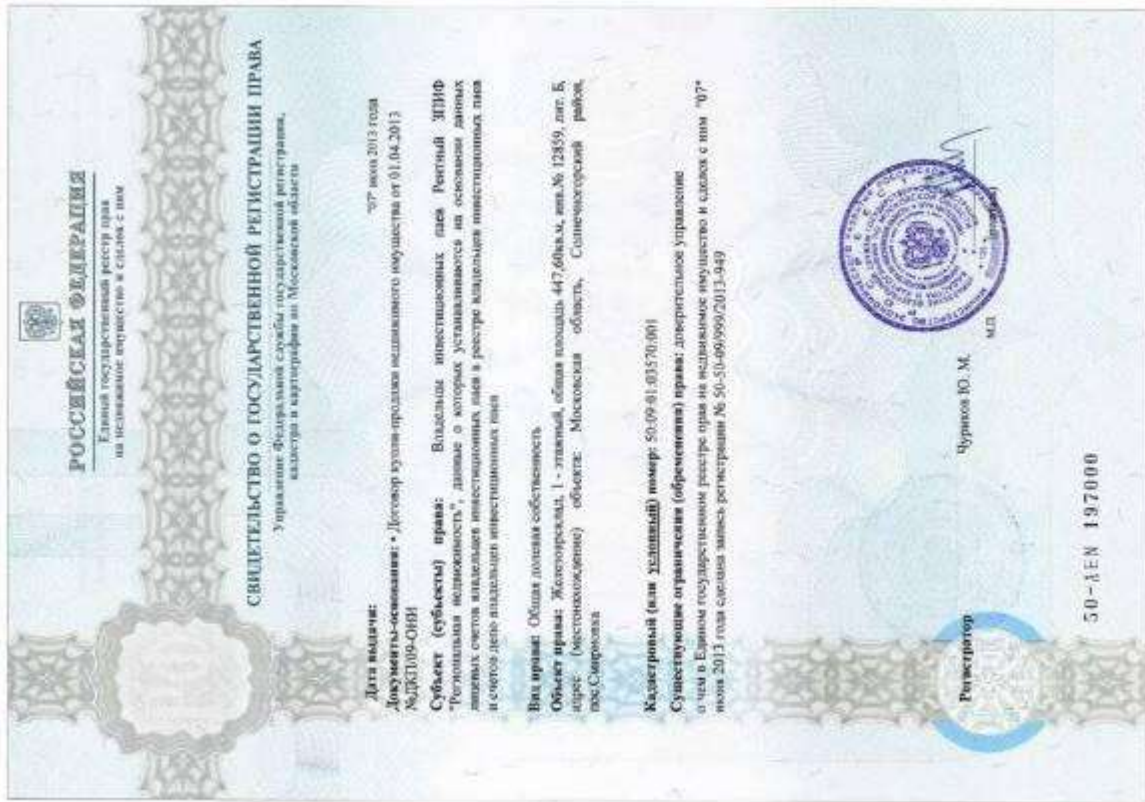 РОССИЙСКАЯ ФЕДЕРАЦИЯ
Единый государственный реестр прав
на недвижимое имущество и сделок с ним
СВИДЕТЕЛЬСТВО О ГОСУДАРСТВЕННОЙ РЕГИСТРАЦИИ ПРАВА
Управление Федеральной службы государственной регистрации,
кадастра и картографии по Московской области
Дата выдачи: "07" июня 2013 года
Документы-основания: • Договор купли-продажи недвижимого имущества от 01.04.2013
№ДКП/09-ОНИ
Субъект (субъекты) права: Владельцы инвестиционных паев Рентный ЗПИФ
"Региональная недвижимость", данные о которых устанавливаются на основании данных
лицевых счетов владельцев инвестиционных паев в реестре владельцев инвестиционных паев
и счетов депо владельцев инвестиционных паев
Вид права: Общая долевая собственность
Объект права: 1 - этажный, общая площадь 447,60кв.м, инв.№ 12859, лит. Б,
адрес (местонахождение) объекта: Московская область, Солнечногорский район,
пос.Смирновка
Кадастровый (или условный) номер: 50:09-01:03570:001
Существующие ограничения (обременения) права: доверительное управление
о чем в Едином государственном реестре прав на недвижимое имущество и сделок с ним "07"
июня 2013 года сделана запись регистрации № 50-50-09/999/2013-949
Регистратор Чуриков Ю. М.
м.п.
50-АЕN 197000